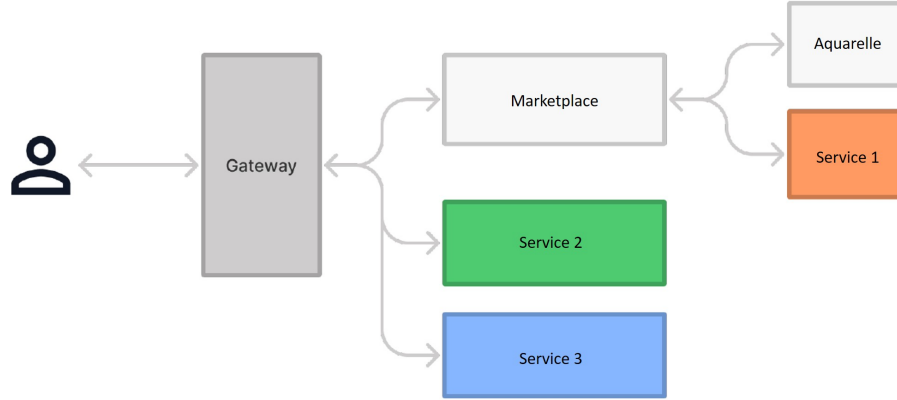 Gateway
Marketplace
Aquarelle
Service 1
Service 2
Service 3